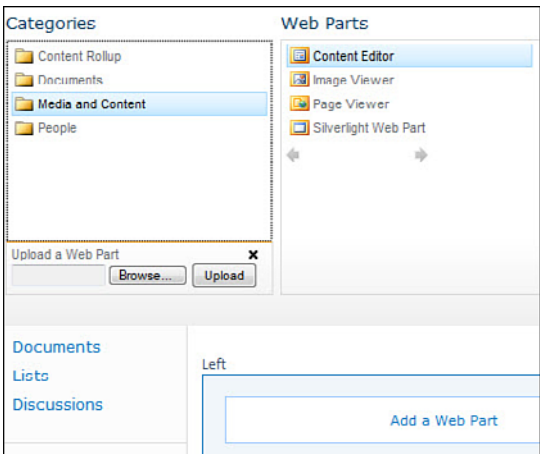 Categories
Content Rollup
Documents
Media and Content
People
Upload a Web Part
Browse...
Upload
Web Parts
Content Editor
Image Viewer
Page Viewer
Silverlight Web Part
Documents
Lists
Discussions
Left
Add a Web Part